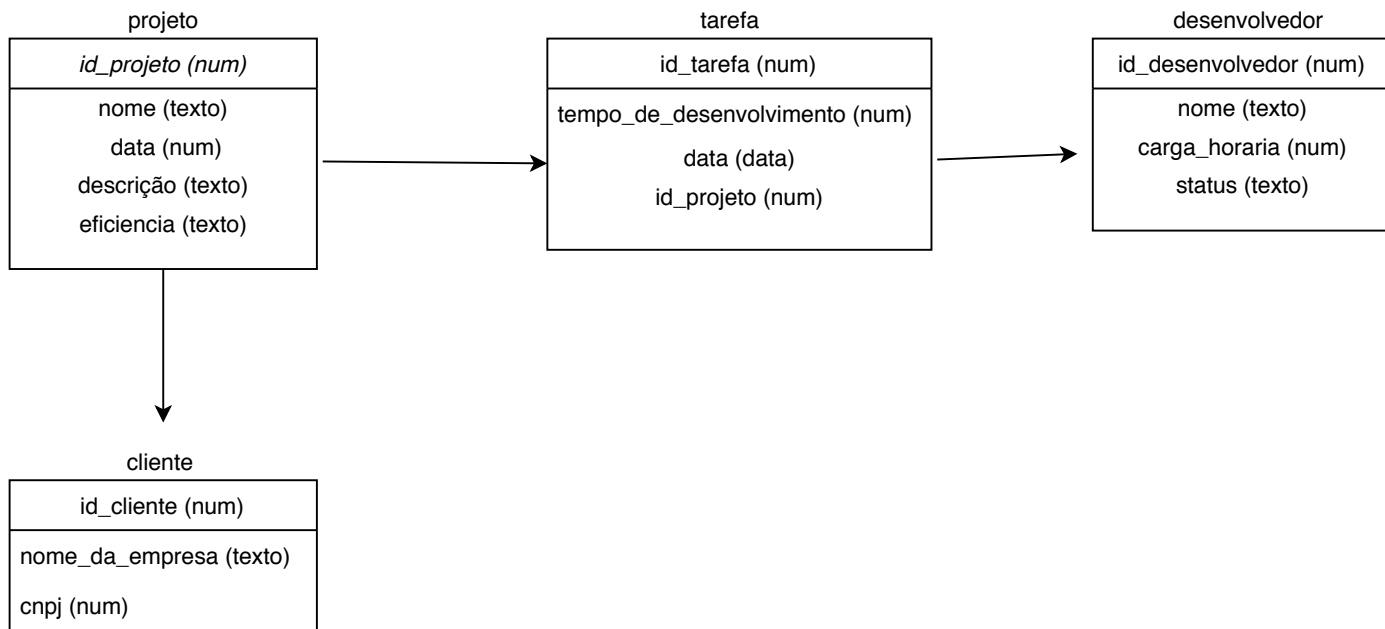 projeto
id_projeto (num)
nome (texto)
data (num)
descrição (texto)
eficiencia (texto)
tarefa
id_tarefa (num)
tempo_de_desenvolvimento (num)
data (data)
id_projeto (num)
desenvolvedor
id_desenvolvedor (num)
nome (texto)
carga_horaria (num)
status (texto)
cliente
id_cliente (num)
nome_da_empresa (texto)
cnpj (num)